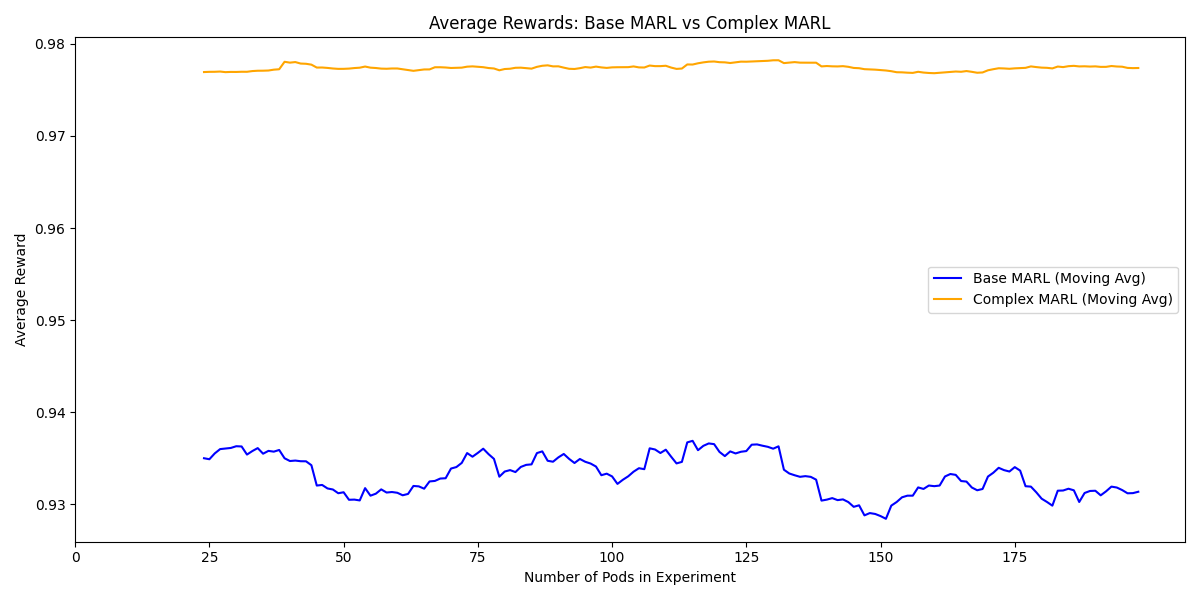 Average Rewards: Base MARL vs Complex MARL
0.98
0.97
0.96
0.95
0.94
0.93
Average Reward
Base MARL (Moving Avg)
Complex MARL (Moving Avg)
0 25 50 75 100 125 150 175
Number of Pods in Experiment